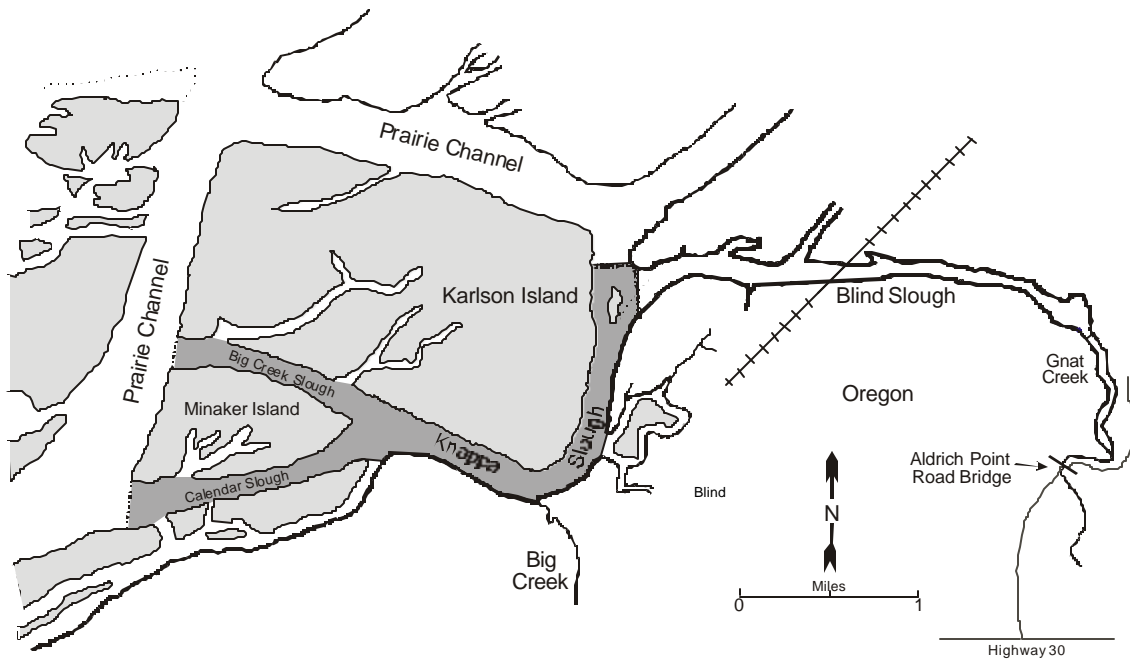 Prairie Channel
Prairie Channel
Karlson Island
Blind Slough
Big Creek Slough
Gnat
Creek
Minaker Island
Oregon
Knappa
Slough
Aldrich Point
Road Bridge
Calendar Slough
Blind
N
Big
Creek
Miles
0
1
Highway 30